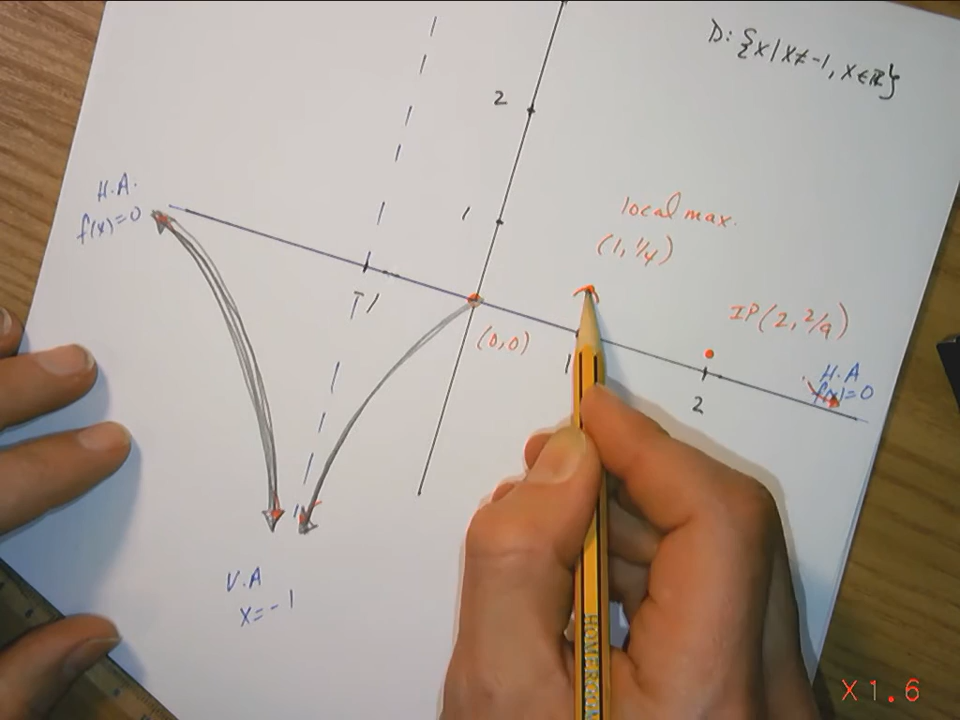 D: {x | x ≠ -1, x ∈ ℝ}
2
H.A.
f(x)=0
1
local max.
(1, 1/4)
-1
(0,0)
IP(2, 2/9)
H.A
f(x)=0
1
2
V.A
x=-1
X1.6